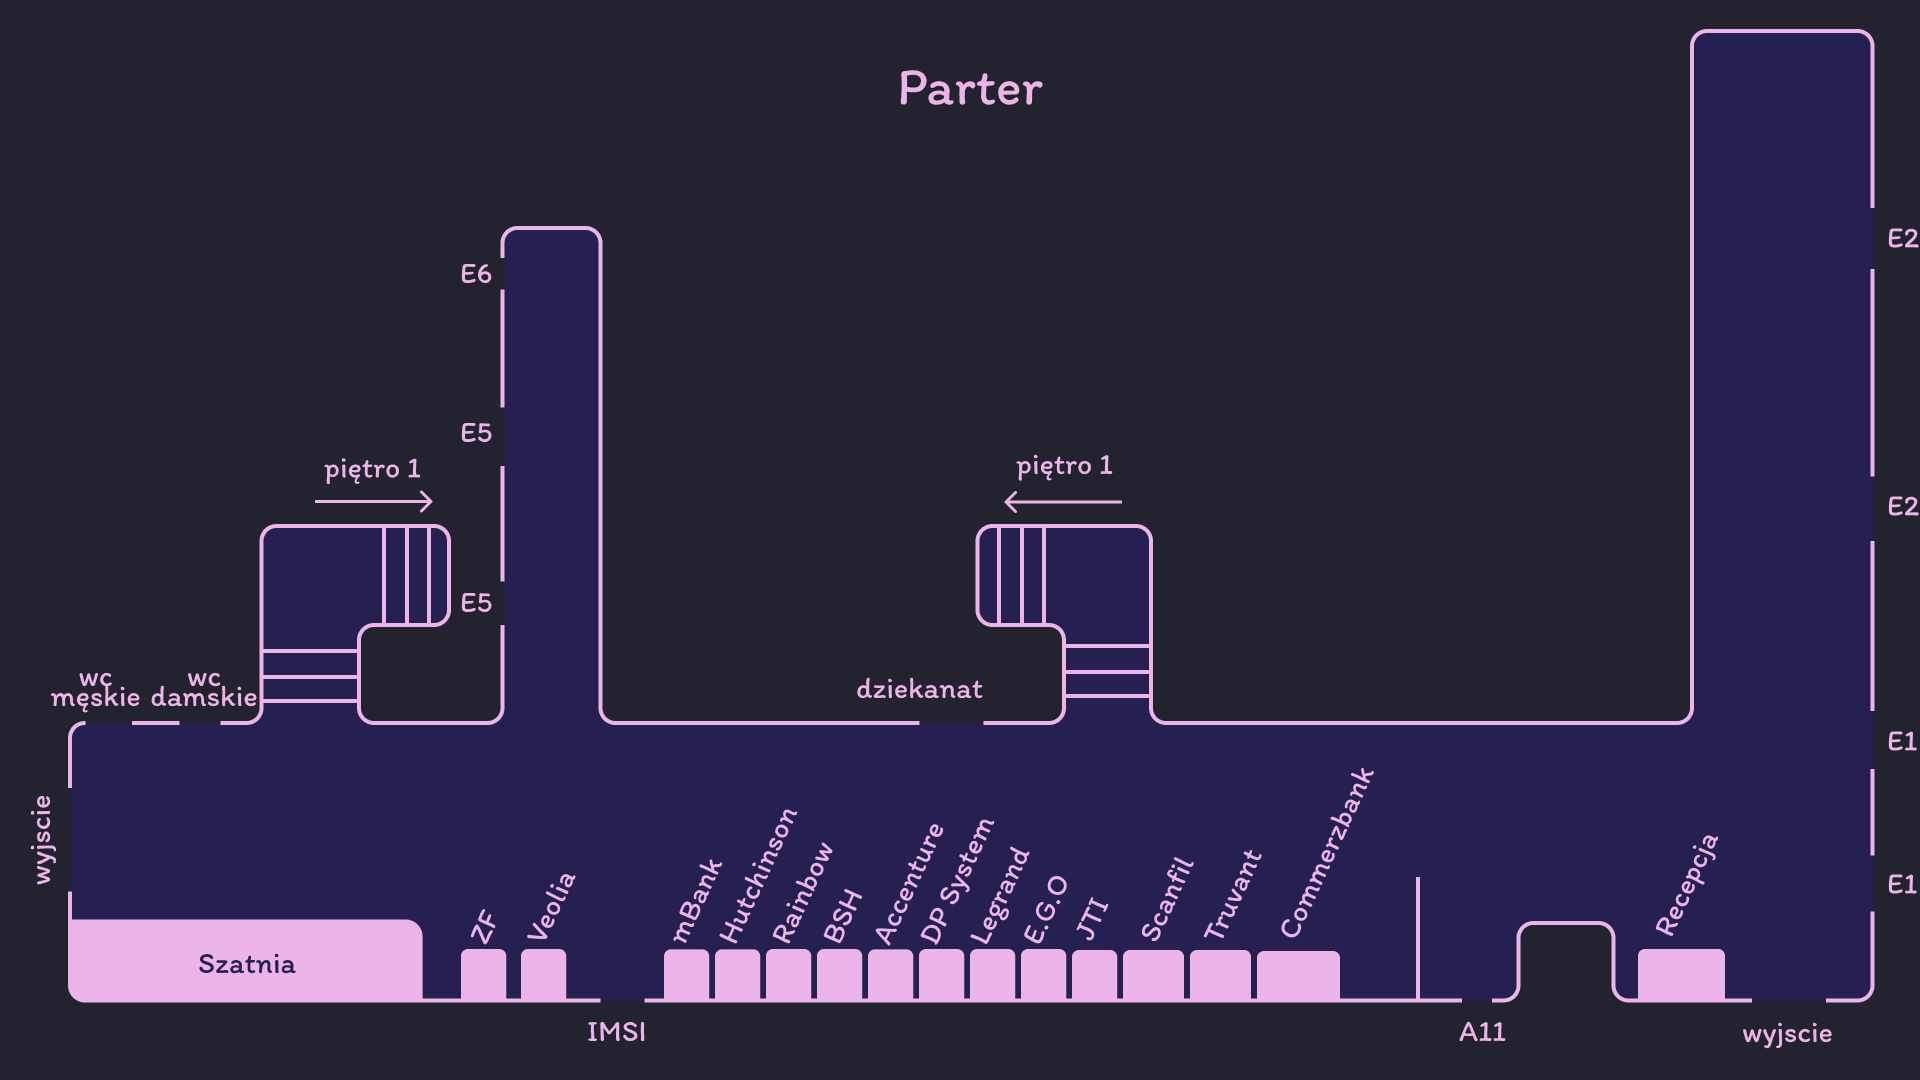 Parter
E2
E6
E5
piętro 1
piętro 1
E2
E5
wc
męskie
wc
damskie
dziekanat
E1
wyjscie
E1
Szatnia
ZF
Veolia
mBank
Hutchinson
Rainbow
BSH
Accenture
DP System
Legrand
E.G.O
JTI
Scanfil
Truvant
Commerzbank
Recepcja
IMSI
A11
wyjscie